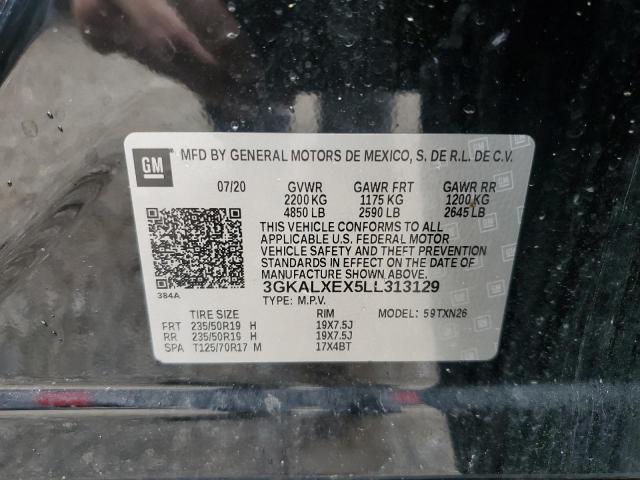 GM MFD BY GENERAL MOTORS DE MEXICO, S. DE R.L. DE C.V.
07/20 GVWR GAWR FRT GAWR RR
2200 KG 1175 KG 1200 KG
4850 LB 2590 LB 2645 LB
THIS VEHICLE CONFORMS TO ALL
APPLICABLE U.S. FEDERAL MOTOR
VEHICLE SAFETY AND THEFT PREVENTION
STANDARDS IN EFFECT ON THE DATE OF
MANUFACTURE SHOWN ABOVE.
384A 3GKALXEX5LL313129
TYPE: M.P.V. MODEL: 59TXN26
TIRE SIZE RIM
FRT 235/50R19 H 19X7.5J
RR 235/50R19 H 19X7.5J
SPA T125/70R17 M 17X4BT